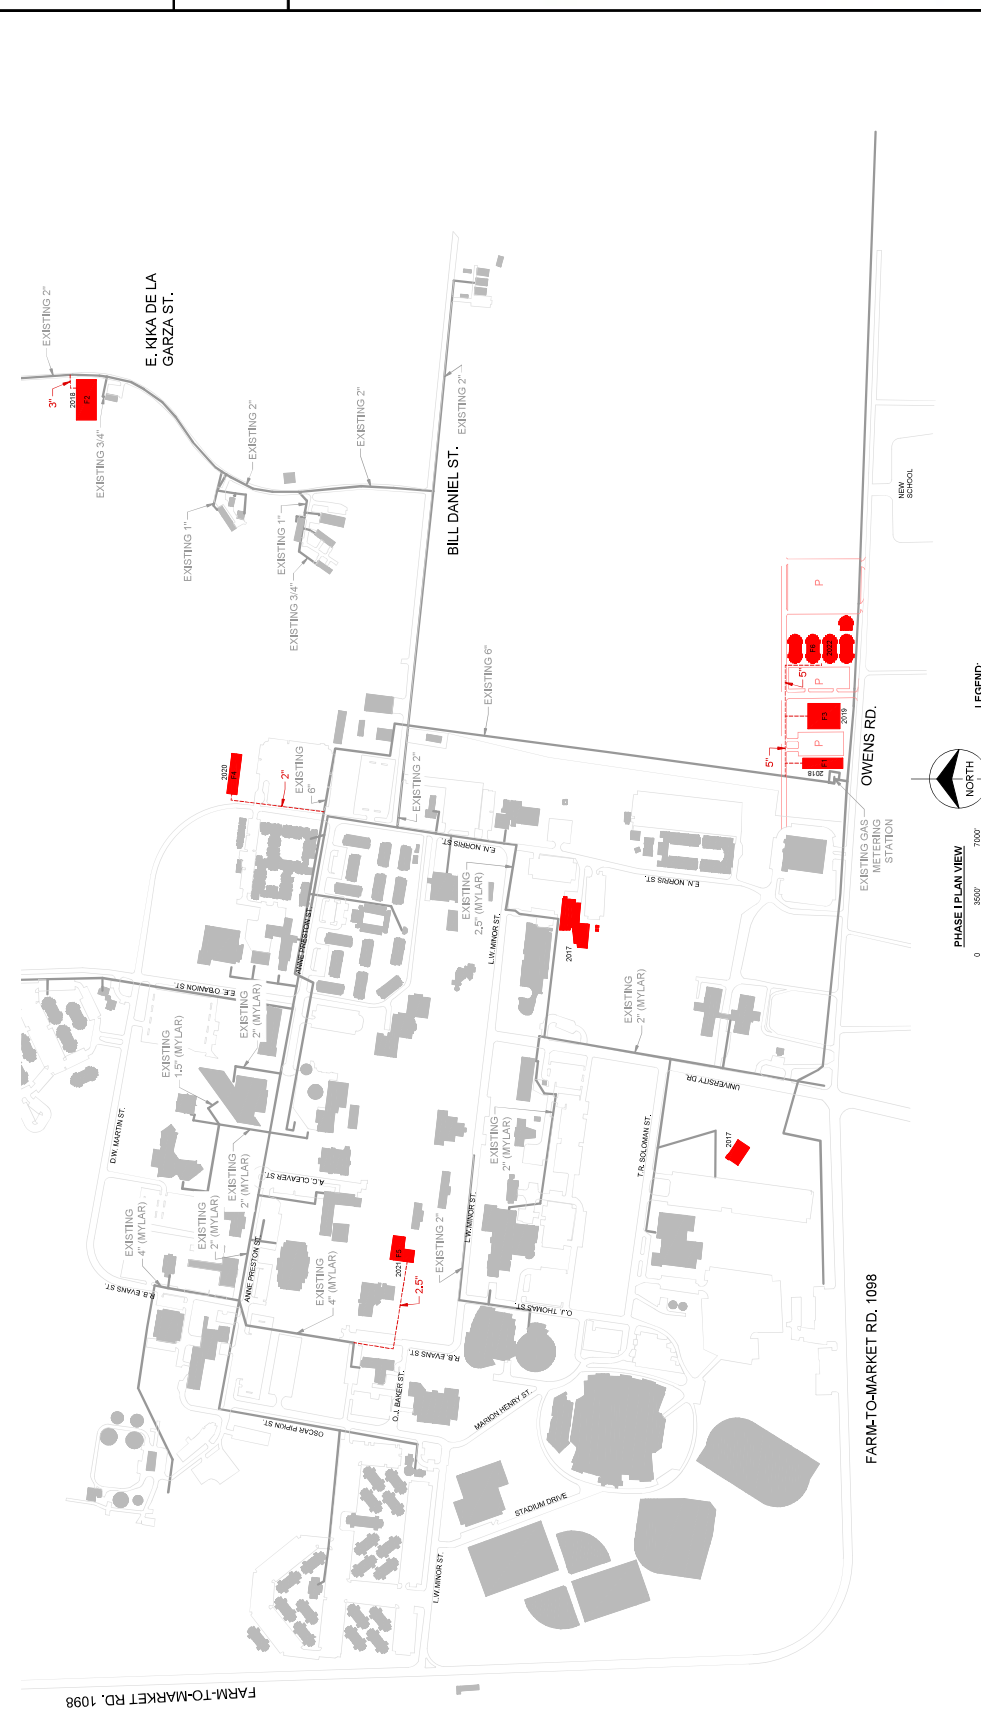 EXISTING 2"
E. KIKA DE LA
GARZA ST.
3"
2018
F2
EXISTING 3/4"
EXISTING 2"
EXISTING 2"
EXISTING 2"
EXISTING 1"
EXISTING 1"
EXISTING 3/4"
BILL DANIEL ST.
NEW
SCHOOL
P
F6
2022
P
5"
EXISTING 6"
F3
2019
P
5"
F1
2018
OWENS RD.
LEGEND:
NORTH
2020
F4
2"
EXISTING
6"
EXISTING 2"
E.N. NORRIS ST.
EXISTING
2.5" (MYLAR)
E.N. NORRIS ST.
EXISTING GAS
METERING
STATION
PHASE I PLAN VIEW
0
3500'
7000'
ANNE PRESTON ST.
L.W. MINOR ST.
2017
E.E. O'BANION ST.
EXISTING
2" (MYLAR)
EXISTING
2" (MYLAR)
EXISTING
1.5" (MYLAR)
D.W. MARTIN ST.
UNIVERSITY DR.
T.R. SOLOMAN ST.
2017
EXISTING
2" (MYLAR)
EXISTING
2" (MYLAR)
A.C. CLEAVER ST.
EXISTING
2" (MYLAR)
EXISTING
4" (MYLAR)
R.B. EVANS ST.
ANNE PRESTON ST.
EXISTING
4" (MYLAR)
2021
F5
2.5"
EXISTING 2"
L.W. MINOR ST.
O.J. THOMAS ST.
R.B. EVANS ST.
O.J. BAKER ST.
OSCAR PIPKIN ST.
MARION HENRY ST.
STADIUM DRIVE
L.W. MINOR ST.
FARM-TO-MARKET RD. 1098
FARM-TO-MARKET RD. 1098